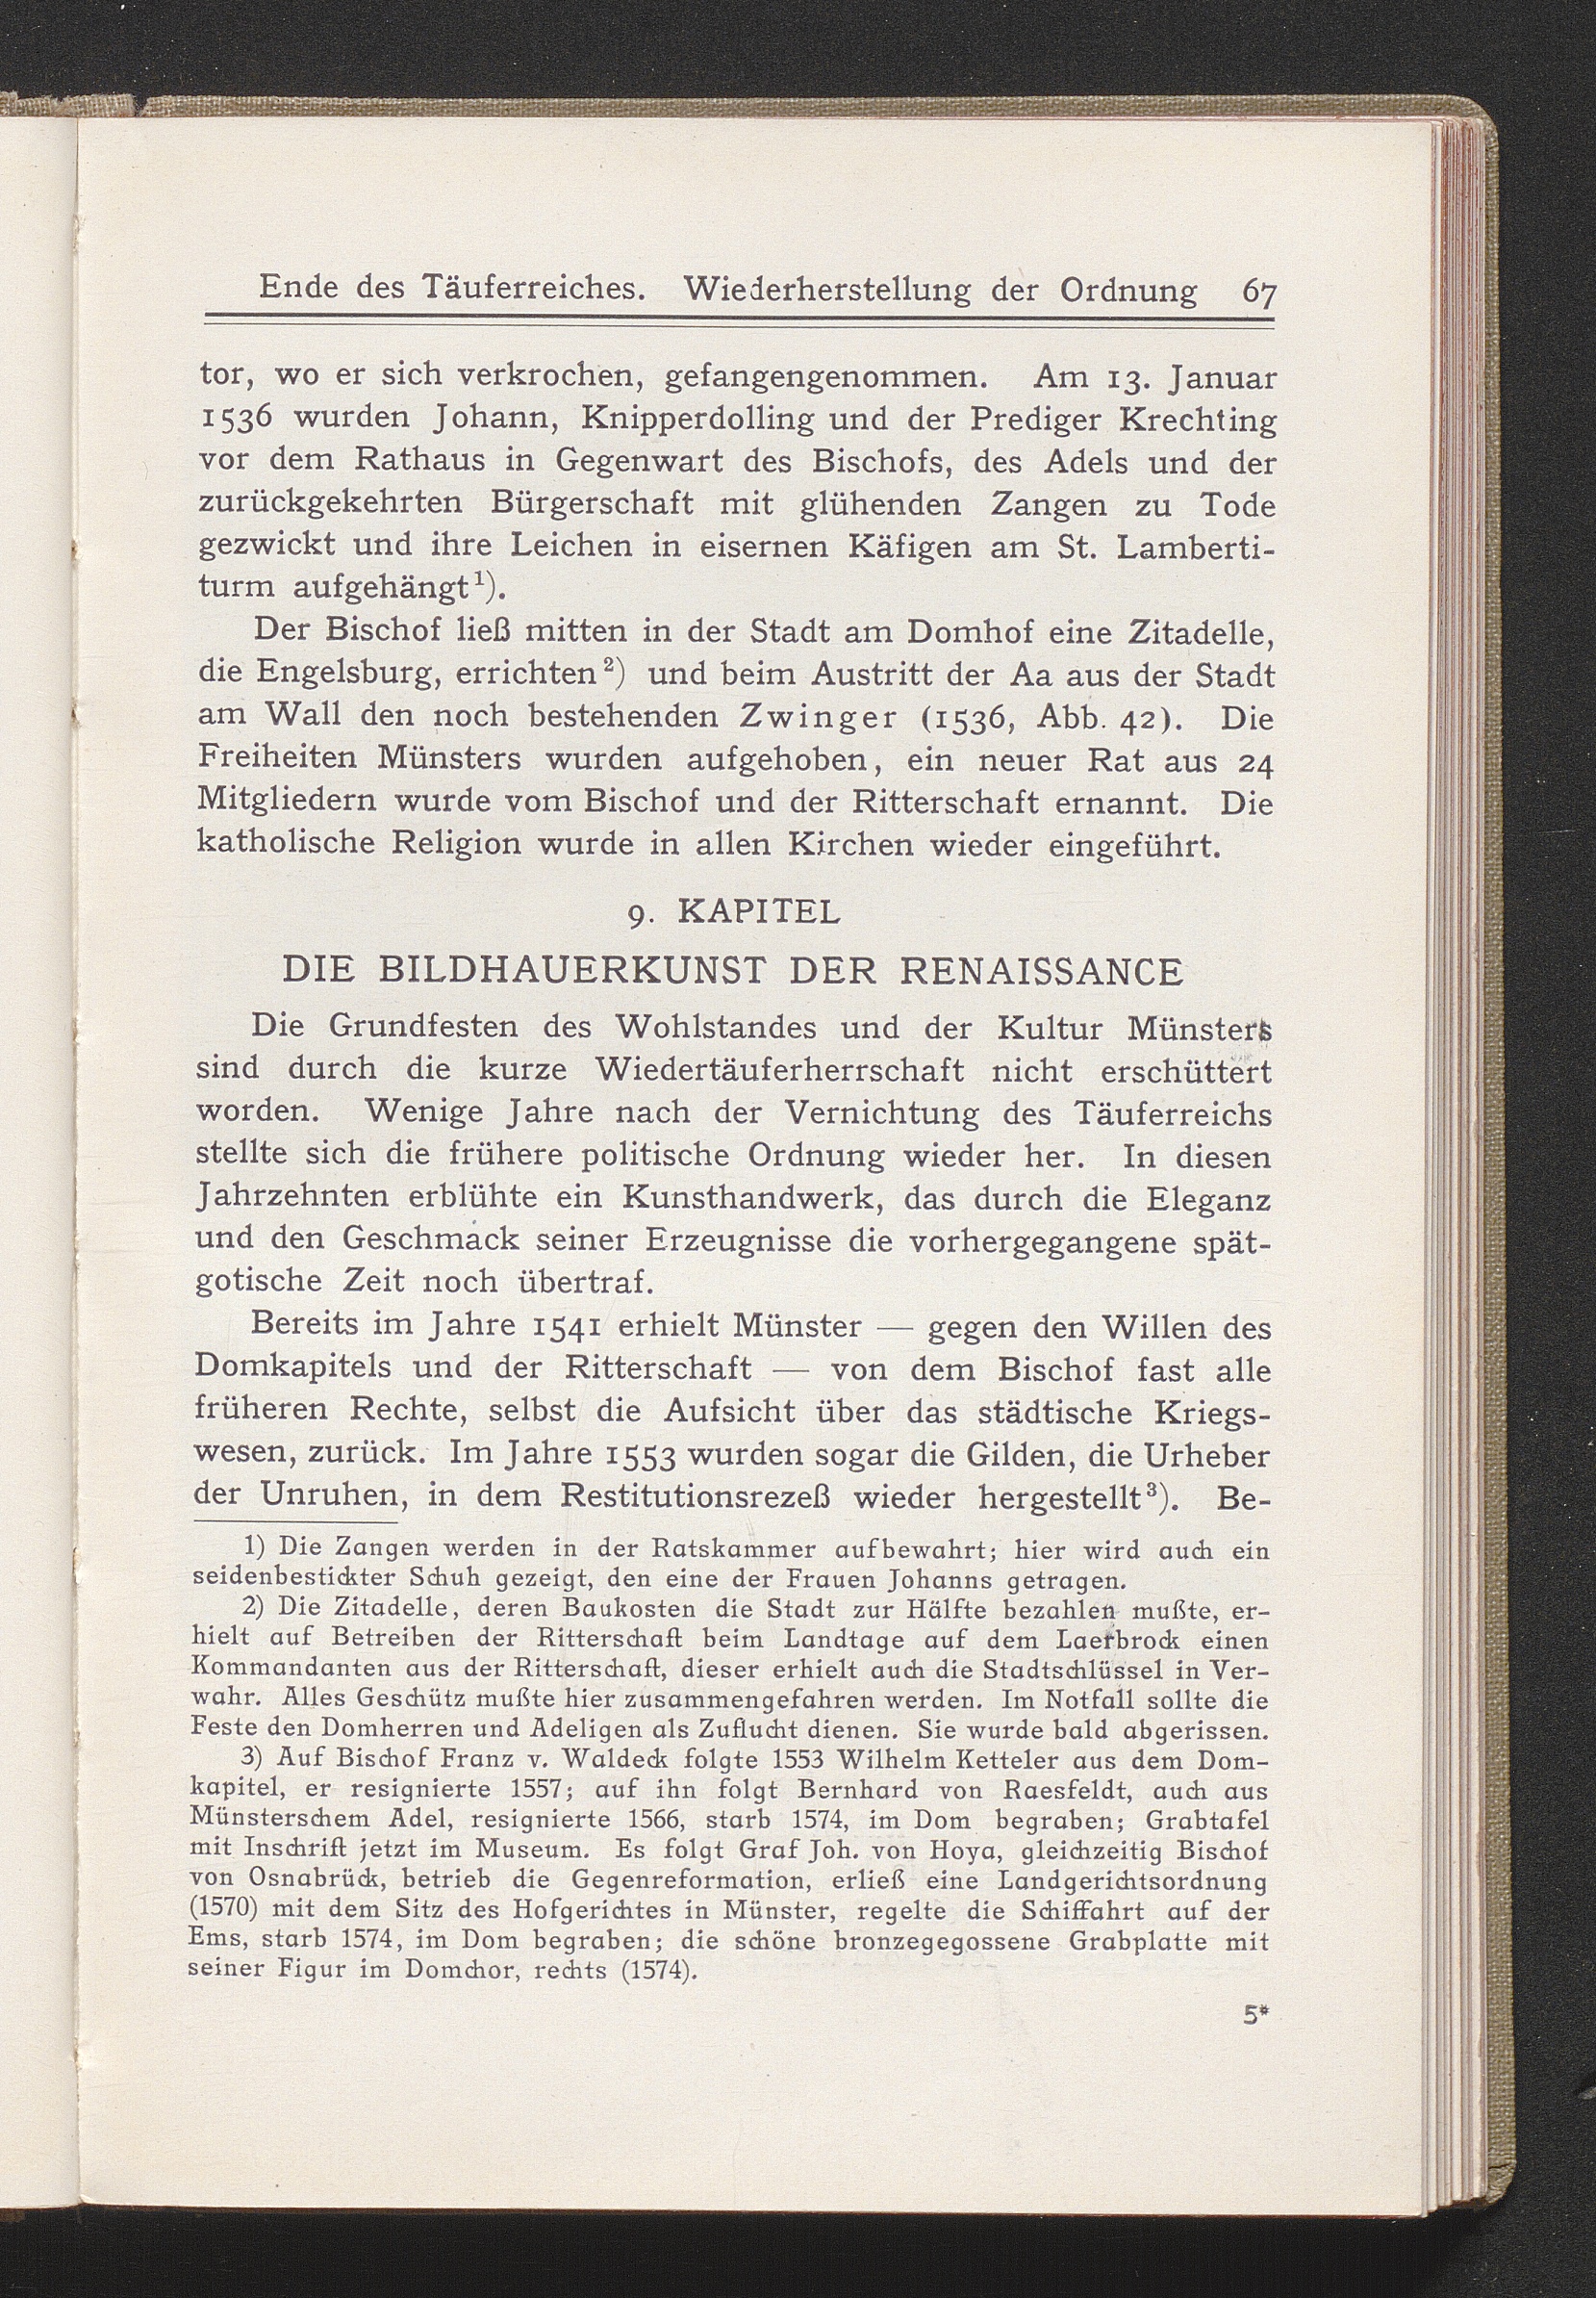 Ende des Täuferreiches. Wiederherstellung der Ordnung 67
tor, wo er sich verkrochen, gefangengenommen. Am 13. Januar
1536 wurden Johann, Knipperdolling und der Prediger Krechting
vor dem Rathaus in Gegenwart des Bischofs, des Adels und der
zurückgekehrten Bürgerschaft mit glühenden Zangen zu Tode
gezwickt und ihre Leichen in eisernen Käfigen am St. Lamberti-
turm aufgehängt¹).
Der Bischof ließ mitten in der Stadt am Domhof eine Zitadelle,
die Engelsburg, errichten²) und beim Austritt der Aa aus der Stadt
am Wall den noch bestehenden Zwinger (1536, Abb. 42). Die
Freiheiten Münsters wurden aufgehoben, ein neuer Rat aus 24
Mitgliedern wurde vom Bischof und der Ritterschaft ernannt. Die
katholische Religion wurde in allen Kirchen wieder eingeführt.
9. KAPITEL
DIE BILDHAUERKUNST DER RENAISSANCE
Die Grundfesten des Wohlstandes und der Kultur Münsters
sind durch die kurze Wiedertäuferherrschaft nicht erschüttert
worden. Wenige Jahre nach der Vernichtung des Täuferreichs
stellte sich die frühere politische Ordnung wieder her. In diesen
Jahrzehnten erblühte ein Kunsthandwerk, das durch die Eleganz
und den Geschmack seiner Erzeugnisse die vorhergegangene spät-
gotische Zeit noch übertraf.
Bereits im Jahre 1541 erhielt Münster — gegen den Willen des
Domkapitels und der Ritterschaft — von dem Bischof fast alle
früheren Rechte, selbst die Aufsicht über das städtische Kriegs-
wesen, zurück. Im Jahre 1553 wurden sogar die Gilden, die Urheber
der Unruhen, in dem Restitutionsrezeß wieder hergestellt³). Be-
1) Die Zangen werden in der Ratskammer aufbewahrt; hier wird auch ein
seidenbestickter Schuh gezeigt, den eine der Frauen Johanns getragen.
2) Die Zitadelle, deren Baukosten die Stadt zur Hälfte bezahlen mußte, er-
hielt auf Betreiben der Ritterschaft beim Landtage auf dem Laerbrock einen
Kommandanten aus der Ritterschaft, dieser erhielt auch die Stadtschlüssel in Ver-
wahr. Alles Geschütz mußte hier zusammengefahren werden. Im Notfall sollte die
Feste den Domherren und Adeligen als Zuflucht dienen. Sie wurde bald abgerissen.
3) Auf Bischof Franz v. Waldeck folgte 1553 Wilhelm Ketteler aus dem Dom-
kapitel, er resignierte 1557; auf ihn folgt Bernhard von Raesfeldt, auch aus
Münsterschem Adel, resignierte 1566, starb 1574, im Dom begraben; Grabtafel
mit Inschrift jetzt im Museum. Es folgt Graf Joh. von Hoya, gleichzeitig Bischof
von Osnabrück, betrieb die Gegenreformation, erließ eine Landgerichtsordnung
(1570) mit dem Sitz des Hofgerichtes in Münster, regelte die Schiffahrt auf der
Ems, starb 1574, im Dom begraben; die schöne bronzegegossene Grabplatte mit
seiner Figur im Domchor, rechts (1574).
5*